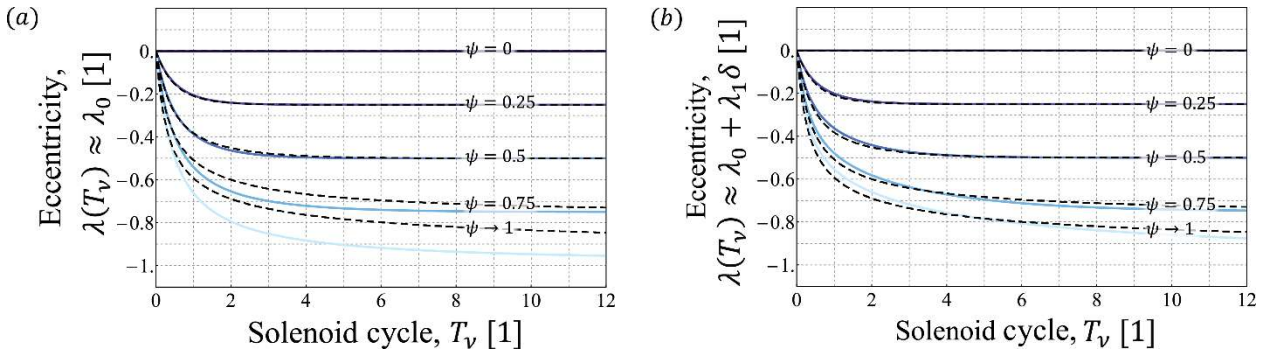 (a)
Eccentricity,
λ(T_ν) ≈ λ_0 [1]
0.
−0.2
−0.4
−0.6
−0.8
−1.
ψ = 0
ψ = 0.25
ψ = 0.5
ψ = 0.75
ψ → 1
0 2 4 6 8 10 12
Solenoid cycle, T_ν [1]
(b)
Eccentricity,
λ(T_ν) ≈ λ_0 + λ_1δ [1]
0.
−0.2
−0.4
−0.6
−0.8
−1.
ψ = 0
ψ = 0.25
ψ = 0.5
ψ = 0.75
ψ → 1
0 2 4 6 8 10 12
Solenoid cycle, T_ν [1]